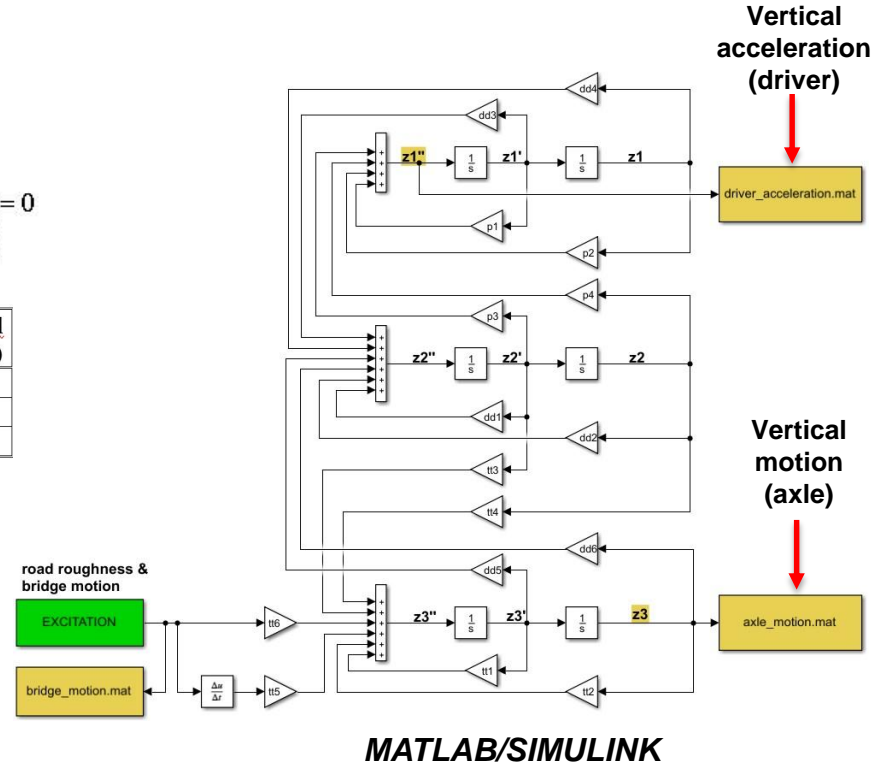 Vertical
acceleration
(driver)
dd4
dd3
z1"
1
s
z1'
1
s
z1
driver_acceleration.mat
= 0
p1
p2
p4
p3
z2"
1
s
z2'
1
s
z2
dd1
dd2
Vertical
motion
(axle)
tt3
tt4
dd6
dd5
road roughness &
bridge motion
EXCITATION
tt6
z3"
1
s
z3'
1
s
z3
axle_motion.mat
tt1
tt2
bridge_motion.mat
Δu
Δt
tt5
MATLAB/SIMULINK